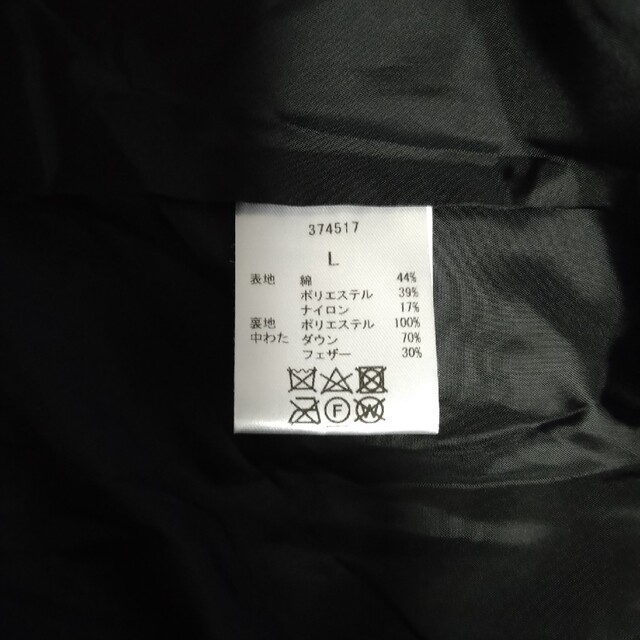 374517
L
表地 綿 44%
ポリエステル 39%
ナイロン 17%
裏地 ポリエステル 100%
中わた ダウン 70%
フェザー 30%
F W